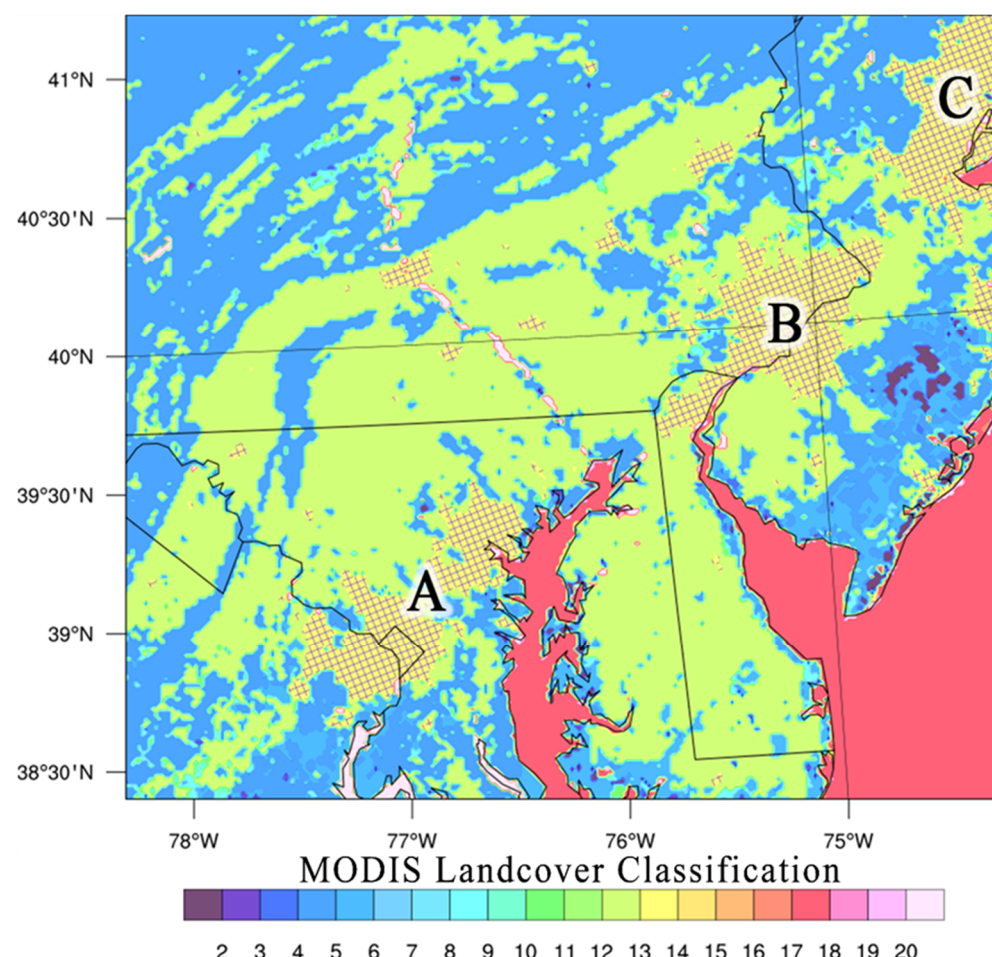 41°N
C
40°30'N
B
40°N
39°30'N
A
39°N
38°30'N
78°W 77°W 76°W 75°W
MODIS Landcover Classification
2 3 4 5 6 7 8 9 10 11 12 13 14 15 16 17 18 19 20